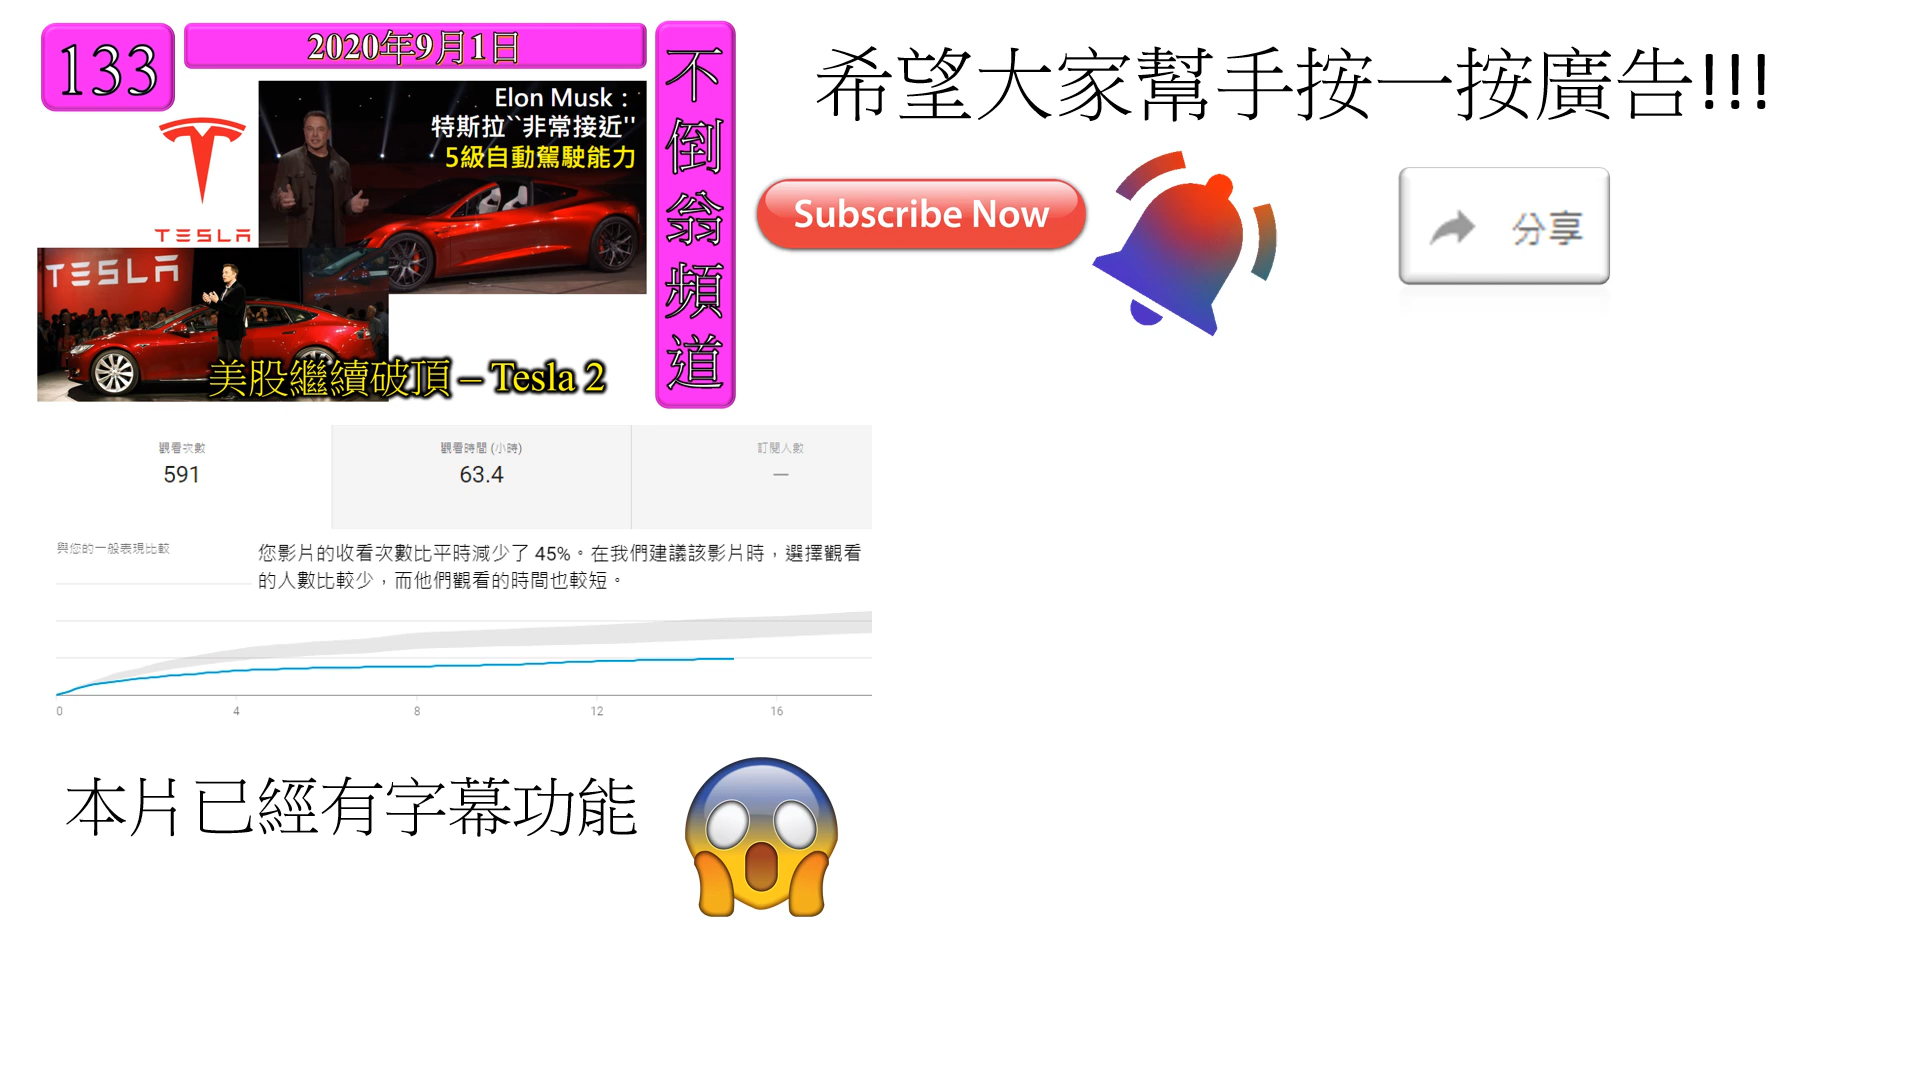 133
2020年9月1日
不倒翁頻道
Elon Musk：
特斯拉``非常接近''
5級自動駕駛能力
TESLA
TESLA
美股繼續破頂 – Tesla 2
希望大家幫手按一按廣告!!!
Subscribe Now
分享
觀看次數
591
觀看時間 (小時)
63.4
訂閱人數
—
與您的一般表現比較
您影片的收看次數比平時減少了 45%。在我們建議該影片時，選擇觀看
的人數比較少，而他們觀看的時間也較短。
0 4 8 12 16
本片已經有字幕功能